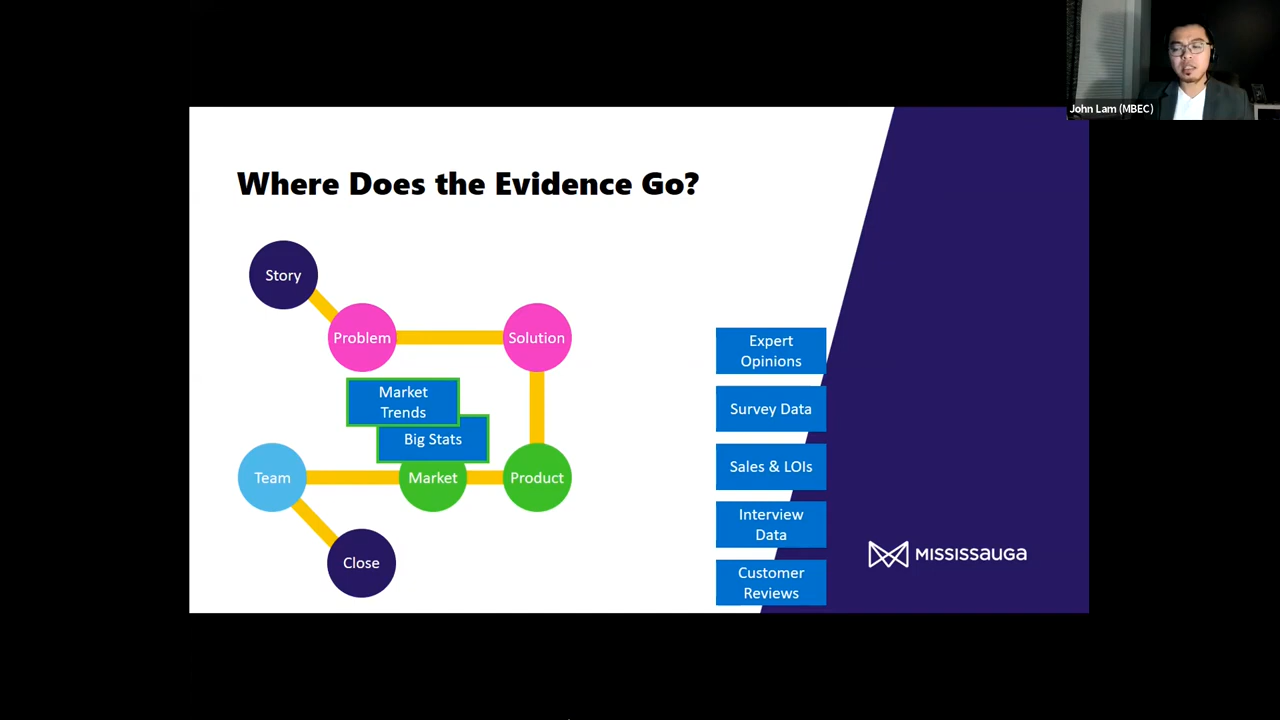 John Lam (MBEC)
Where Does the Evidence Go?
Story
Problem
Solution
Market
Trends
Big Stats
Team
Market
Product
Close
Expert
Opinions
Survey Data
Sales & LOIs
Interview
Data
Customer
Reviews
MISSISSAUGA